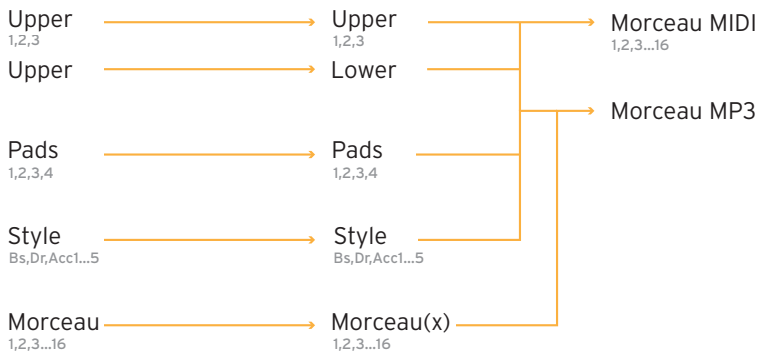 Upper
1,2,3
Upper
1,2,3
Morceau MIDI
1,2,3...16
Upper
Lower
Morceau MP3
Pads
1,2,3,4
Pads
1,2,3,4
Style
Bs,Dr,Acc1...5
Style
Bs,Dr,Acc1...5
Morceau
1,2,3...16
Morceau(x)
1,2,3...16